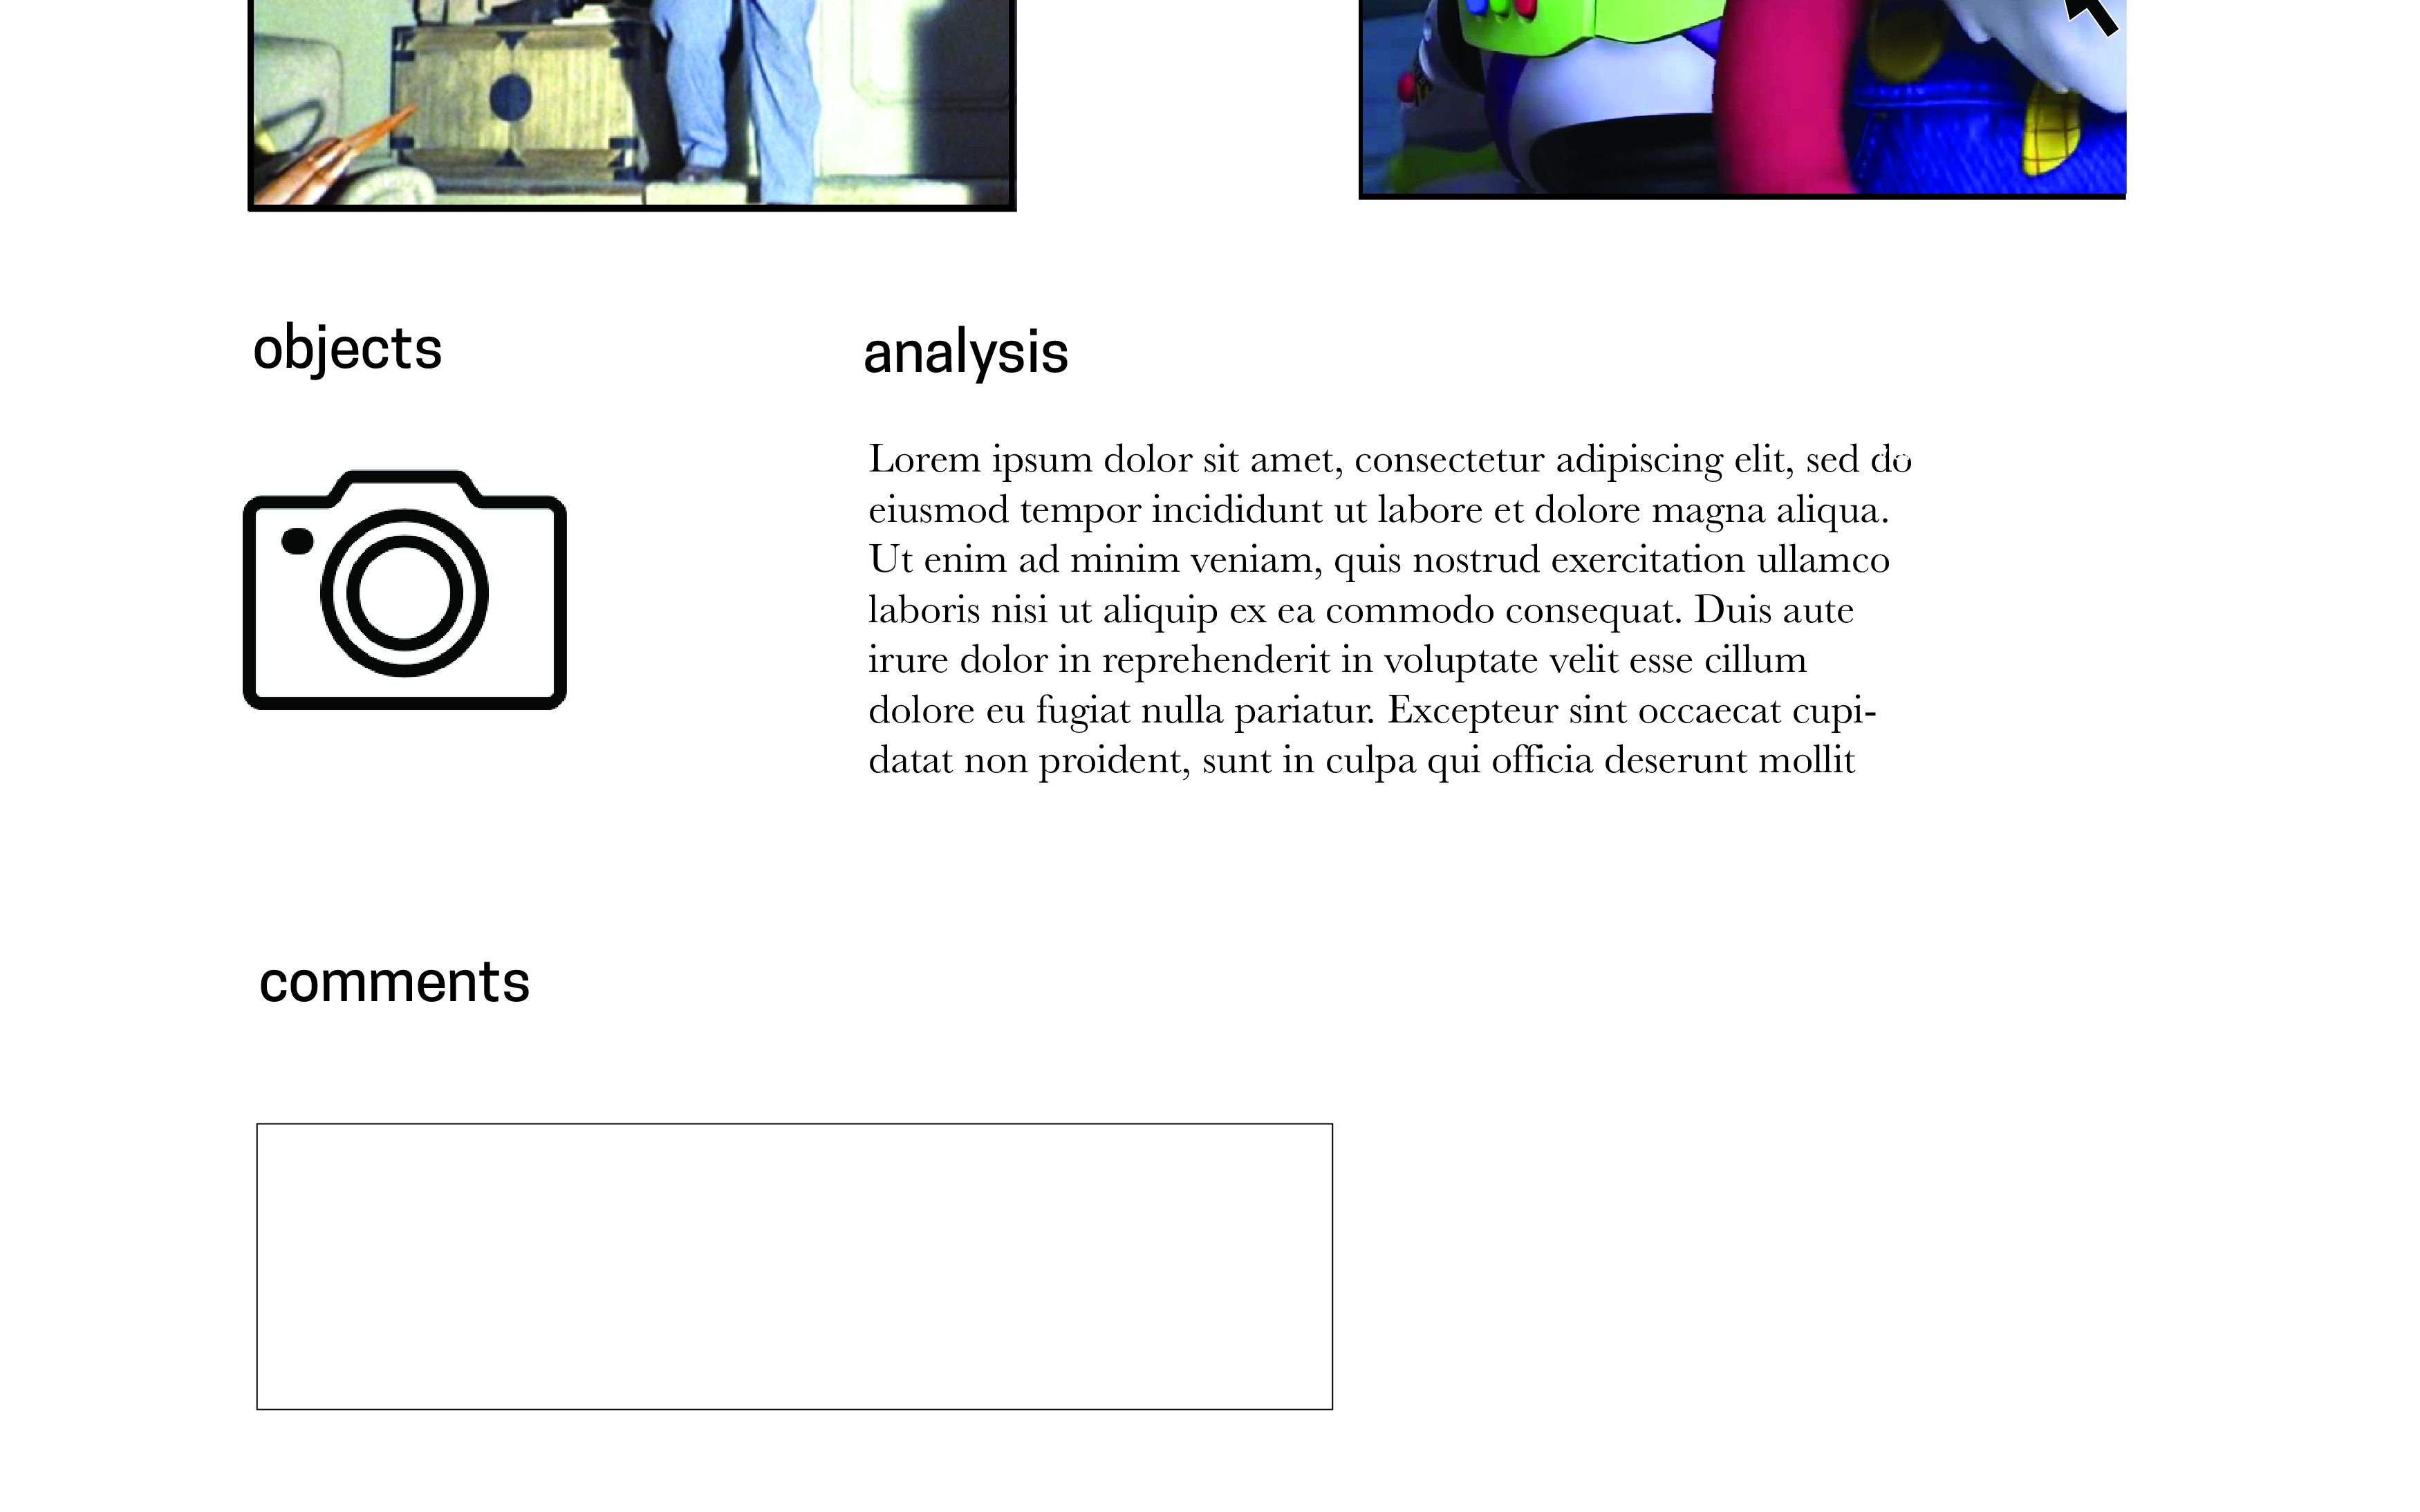 objects
analysis
Lorem ipsum dolor sit amet, consectetur adipiscing elit, sed do
eiusmod tempor incididunt ut labore et dolore magna aliqua.
Ut enim ad minim veniam, quis nostrud exercitation ullamco
laboris nisi ut aliquip ex ea commodo consequat. Duis aute
irure dolor in reprehenderit in voluptate velit esse cillum
dolore eu fugiat nulla pariatur. Excepteur sint occaecat cupi-
datat non proident, sunt in culpa qui officia deserunt mollit
comments